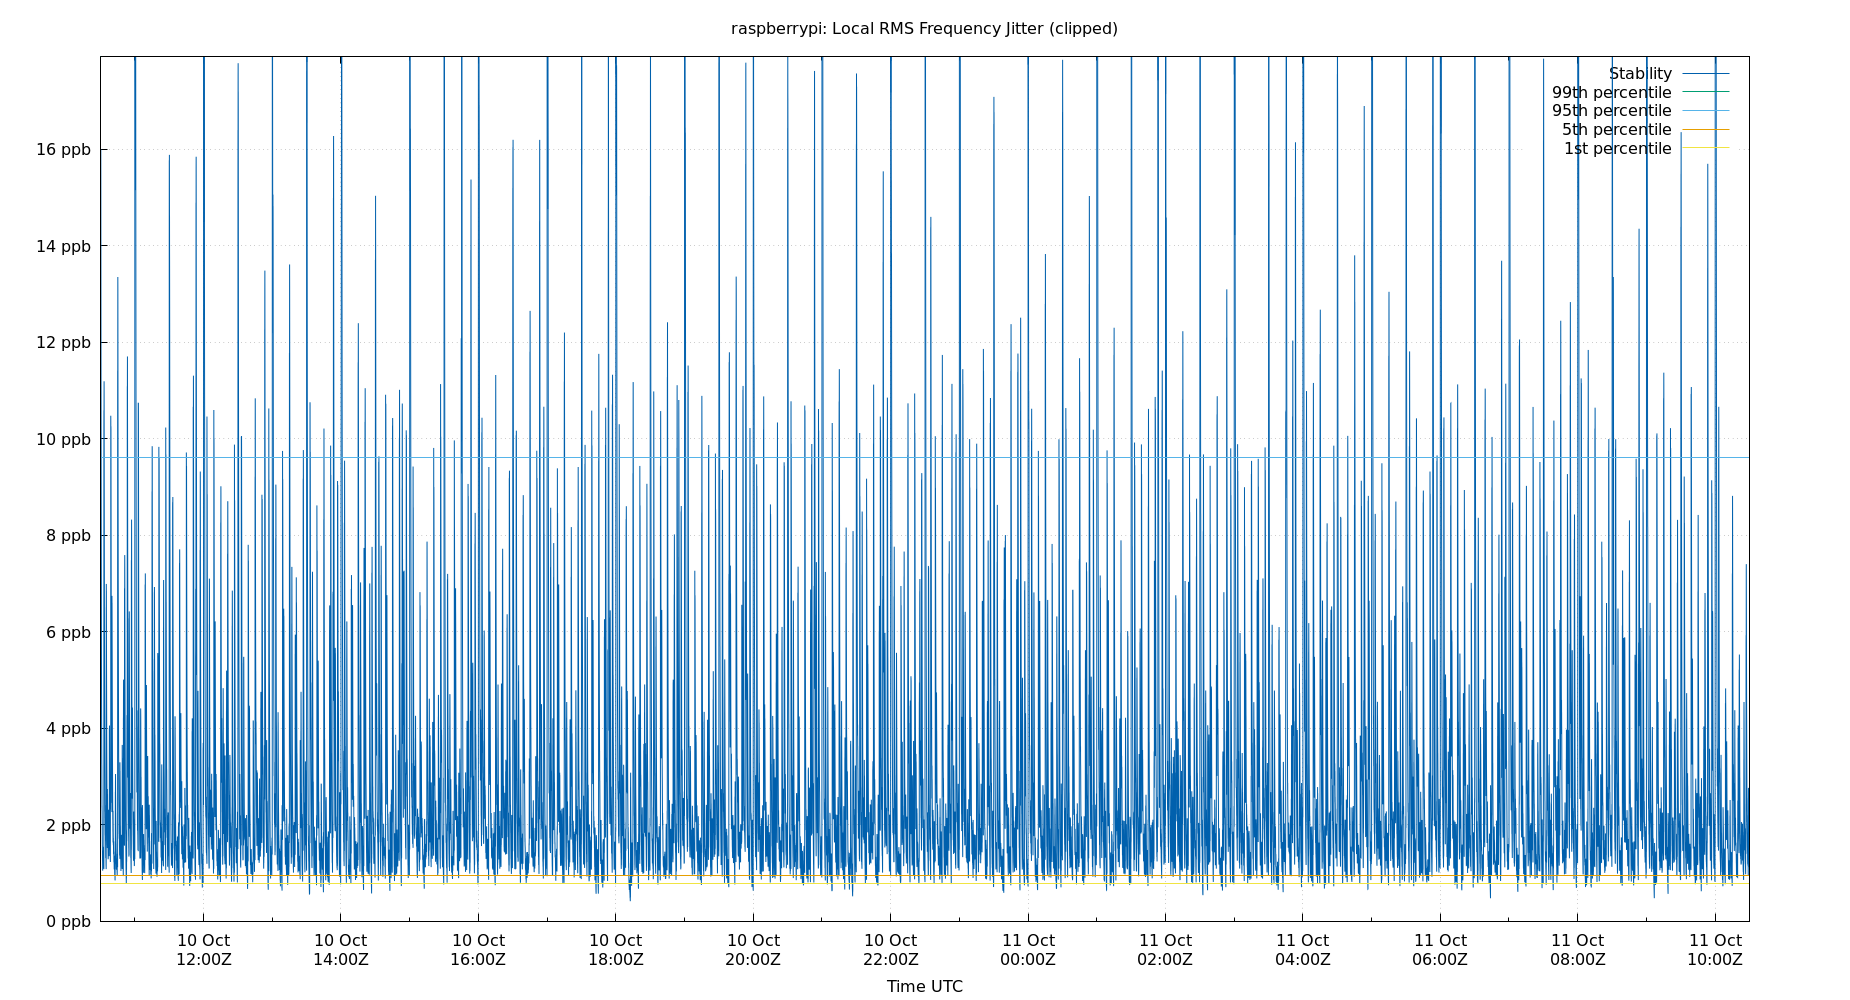 raspberrypi: Local RMS Frequency Jitter (clipped)
Stability
99th percentile
95th percentile
5th percentile
1st percentile
16 ppb
14 ppb
12 ppb
10 ppb
8 ppb
6 ppb
4 ppb
2 ppb
0 ppb
10 Oct 10 Oct 10 Oct 10 Oct 10 Oct 10 Oct 11 Oct 11 Oct 11 Oct 11 Oct 11 Oct 11 Oct
12:00Z 14:00Z 16:00Z 18:00Z 20:00Z 22:00Z 00:00Z 02:00Z 04:00Z 06:00Z 08:00Z 10:00Z
Time UTC